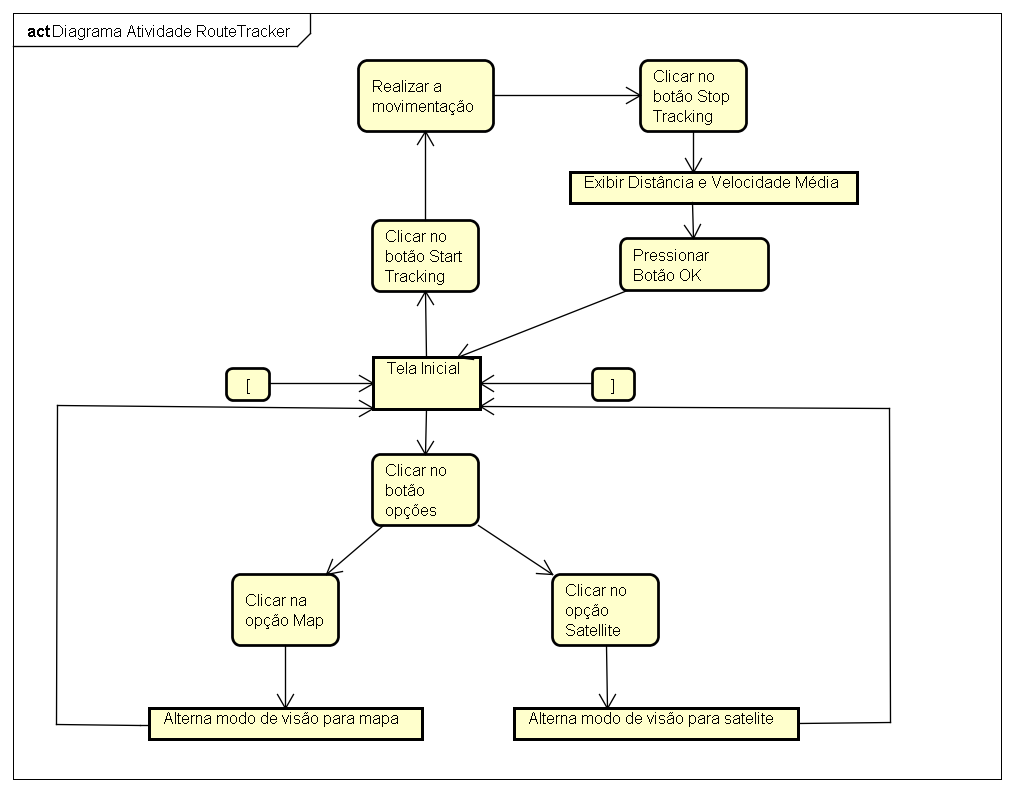 act Diagrama Atividade RouteTracker
Realizar a
movimentação
Clicar no
botão Stop
Tracking
Exibir Distância e Velocidade Média
Clicar no
botão Start
Tracking
Pressionar
Botão OK
Tela Inicial
[
]
Clicar no
botão
opções
Clicar na
opção Map
Clicar no
opção
Satellite
Alterna modo de visão para mapa
Alterna modo de visão para satelite